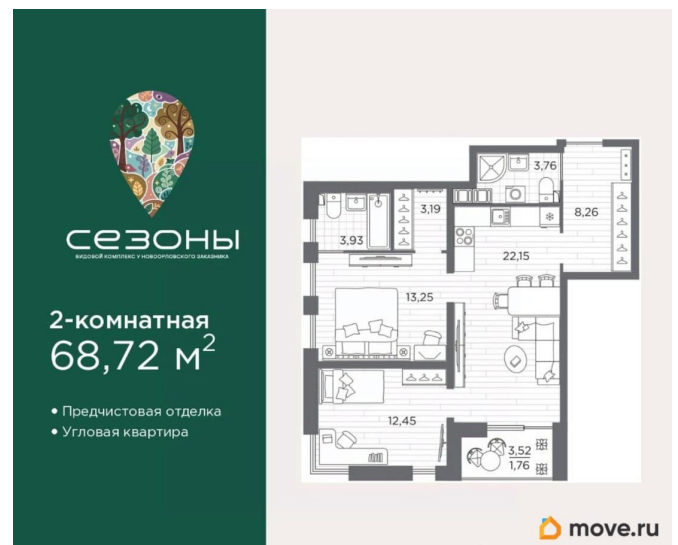 сезоны
ВИДОВОЙ КОМПЛЕКС У НОВООРЛОВСКОГО ЗАКАЗНИКА
2-комнатная
68,72 м²
• Предчистовая отделка
• Угловая квартира
3,76
3,19
8,26
3,93
22,15
13,25
12,45
3,52
1,76
move.ru